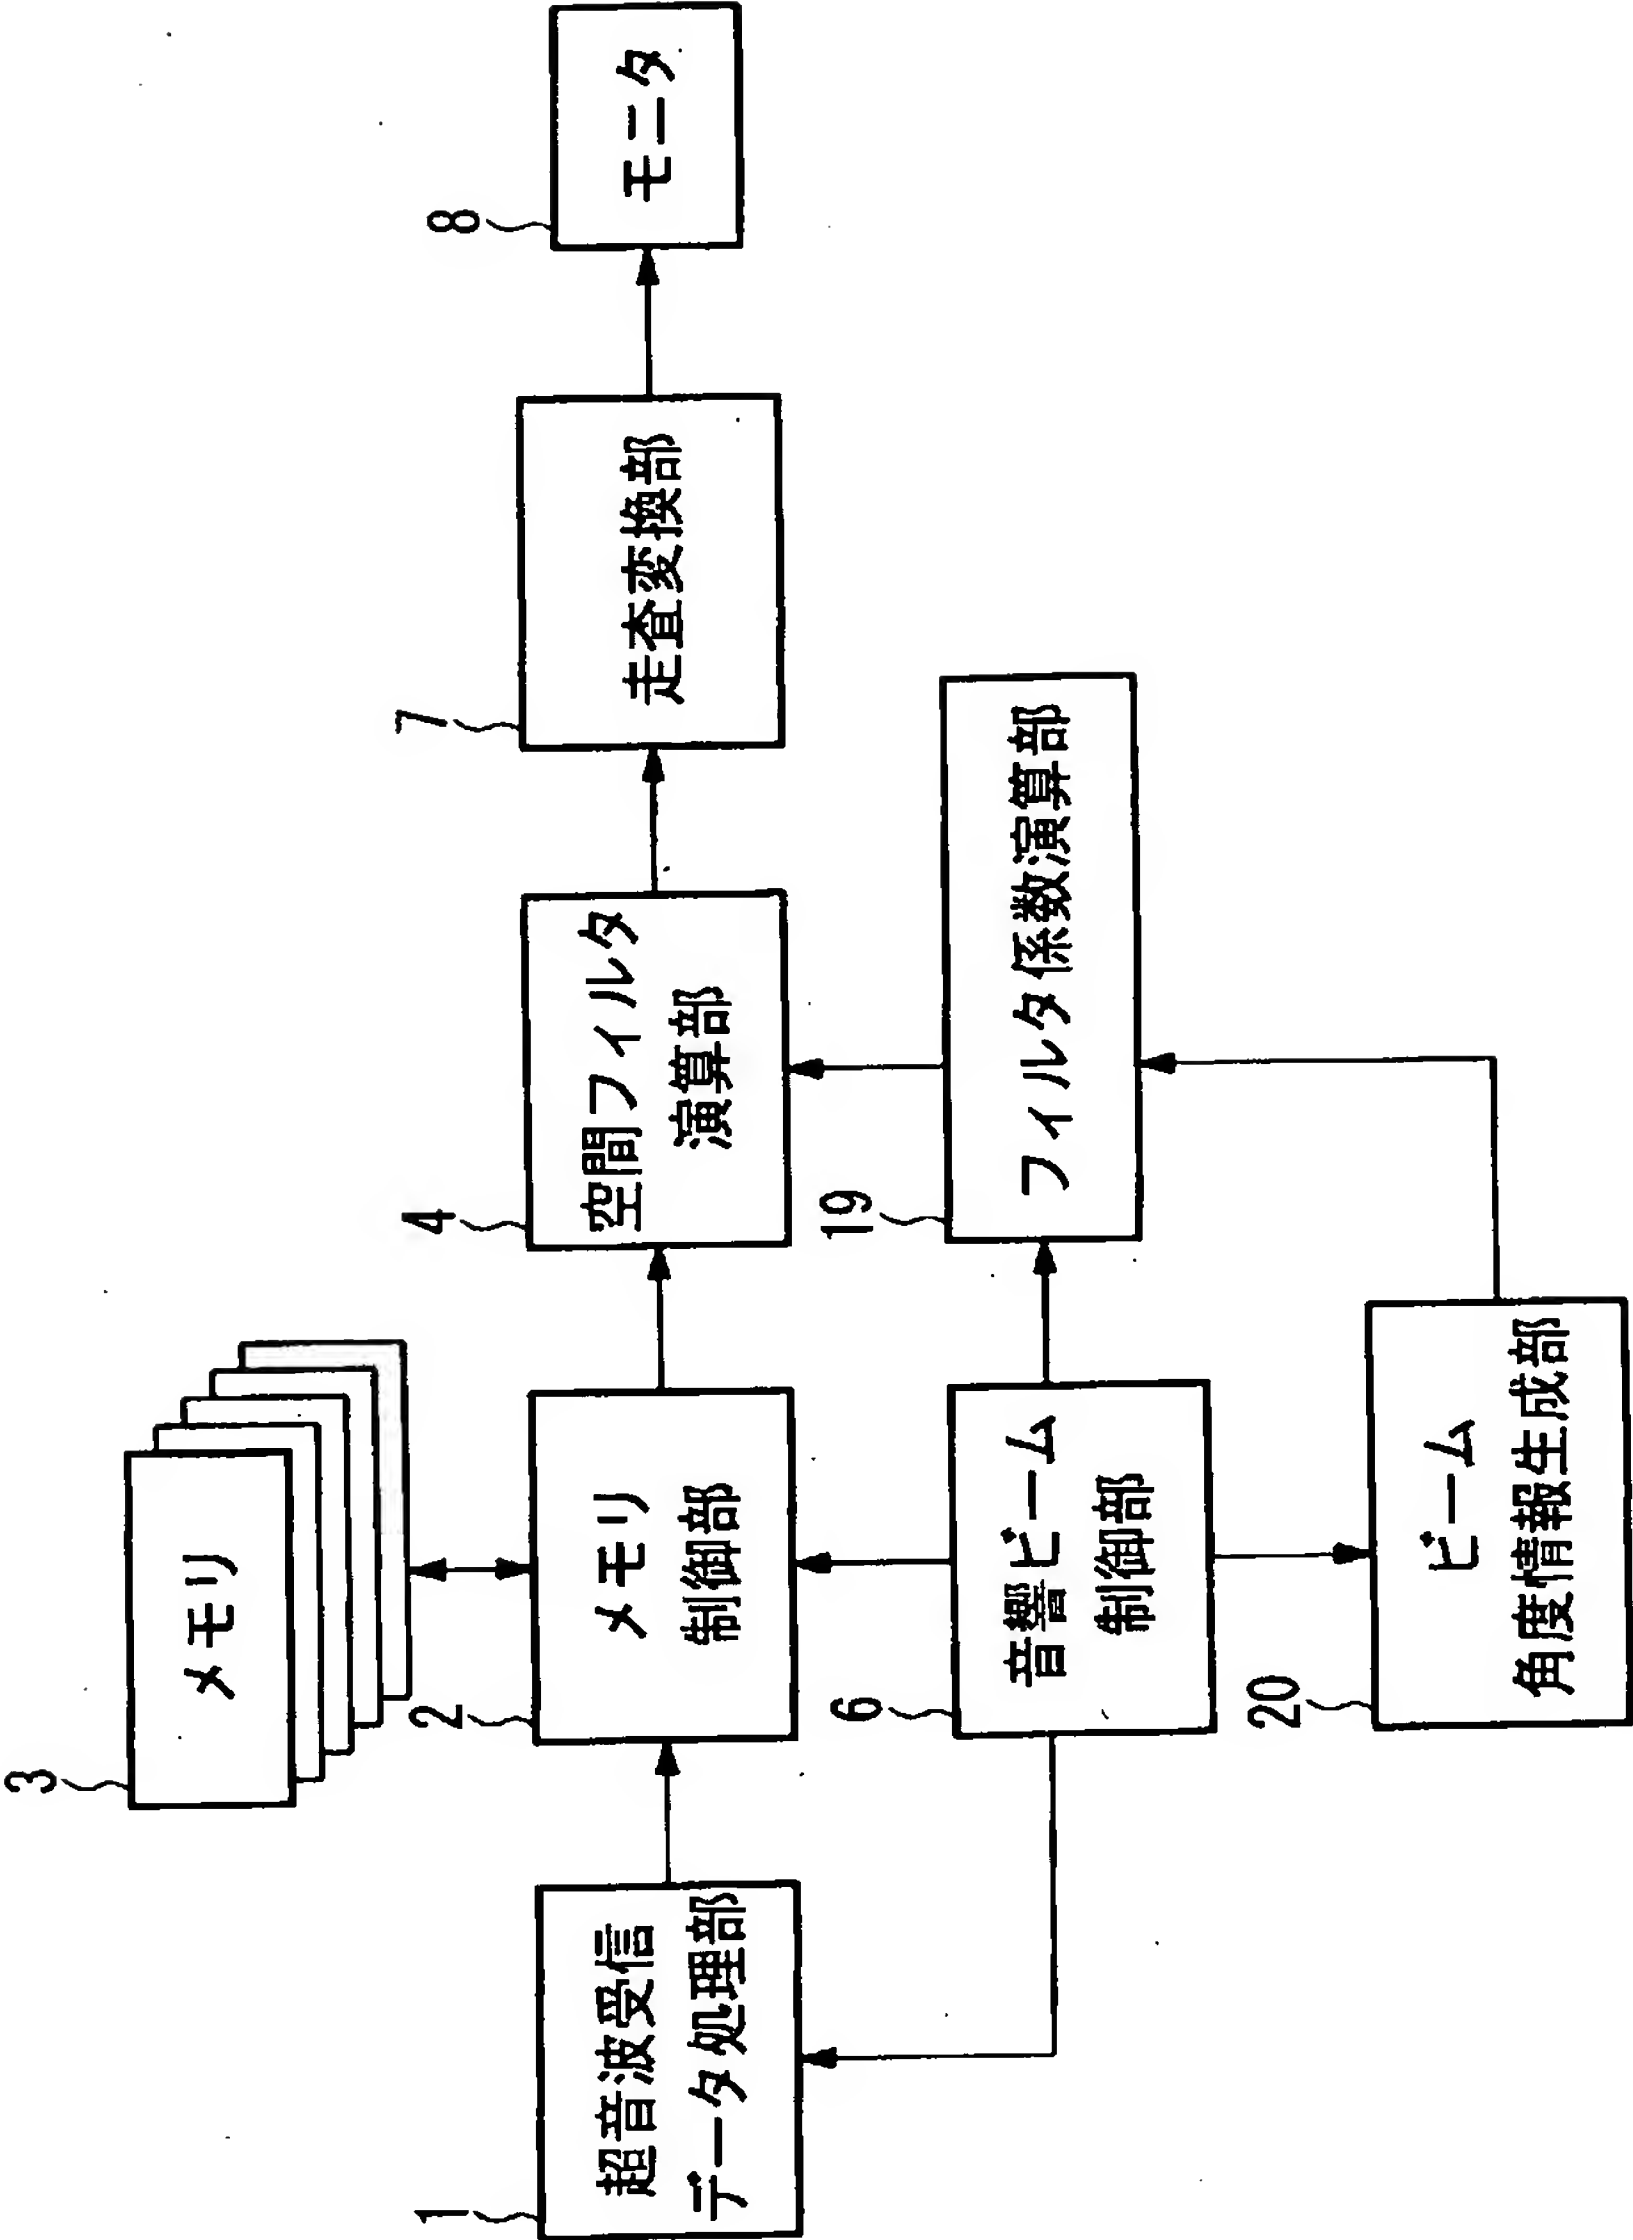 3
メモリ
1
超音波受信
データ処理部
2
メモリ
制御部
4
空間フィルタ
演算部
7
走査変換部
8
モニタ
6
音響ビーム
制御部
19
フィルタ係数演算部
20
ビーム
角度情報生成部